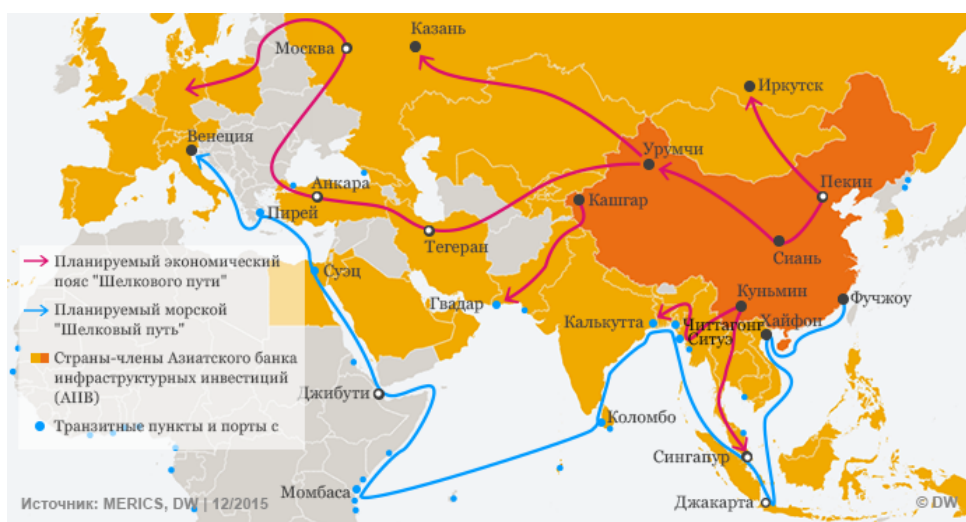 Казань
Москва
Иркутск
Венеция
Урумчи
Анкара
Пекин
Кашгар
Пирей
Тегеран
Сиань
Планируемый экономический
пояс "Шелкового пути"
Суэц
Гвадар
Куньмин
Фучжоу
Планируемый морской
"Шелковый путь"
Калькутта
Читтагонг
Хайфон
Ситуэ
Страны-члены Азиатского банка
инфраструктурных инвестиций
(АПВ)
Джибути
Коломбо
Транзитные пункты и порты с
Сингапур
Момбаса
Источник: MERICS, DW | 12/2015
Джакарта
© DW